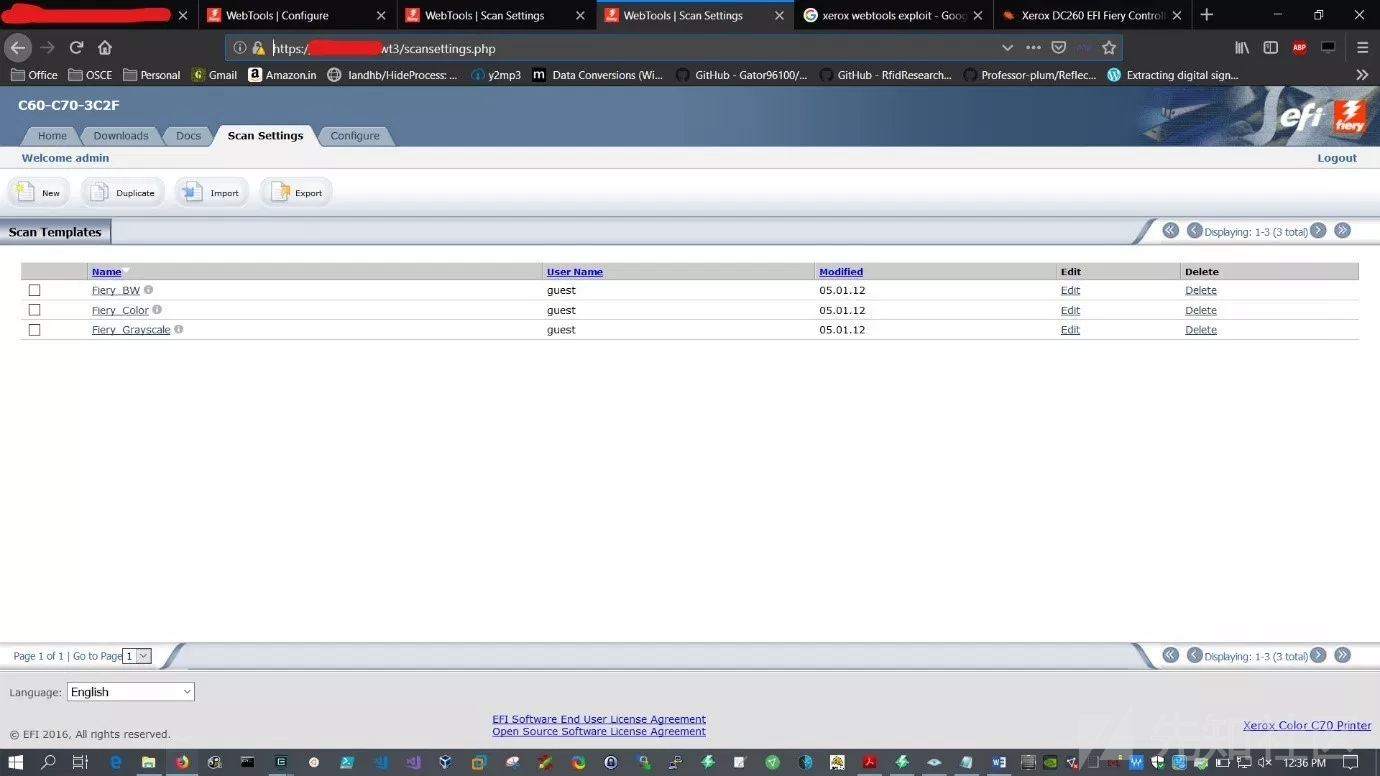 WebTools | Configure
WebTools | Scan Settings
WebTools | Scan Settings
xerox webtools exploit - Goog
Xerox DC260 EFI Fiery Controll
https:/ wt3/scansettings.php
ABP
Office OSCE Personal Gmail Amazon.in landhb/HideProcess: ... y2mp3 Data Conversions (Wi... GitHub - Gator96100/... GitHub - RfidResearch... Professor-plum/Reflec... Extracting digital sign...
C60-C70-3C2F
efi fiery
Home Downloads Docs Scan Settings Configure
Welcome admin Logout
New Duplicate Import Export
Scan Templates Displaying: 1-3 (3 total)
Name User Name Modified Edit Delete
Fiery_BW guest 05.01.12 Edit Delete
Fiery_Color guest 05.01.12 Edit Delete
Fiery_Grayscale guest 05.01.12 Edit Delete
Page 1 of 1 | Go to Page 1 Displaying: 1-3 (3 total)
Language: English
EFI Software End User License Agreement
Open Source Software License Agreement
© EFI 2016, All rights reserved.
Xerox Color C70 Printer
先知社区
12:36 PM